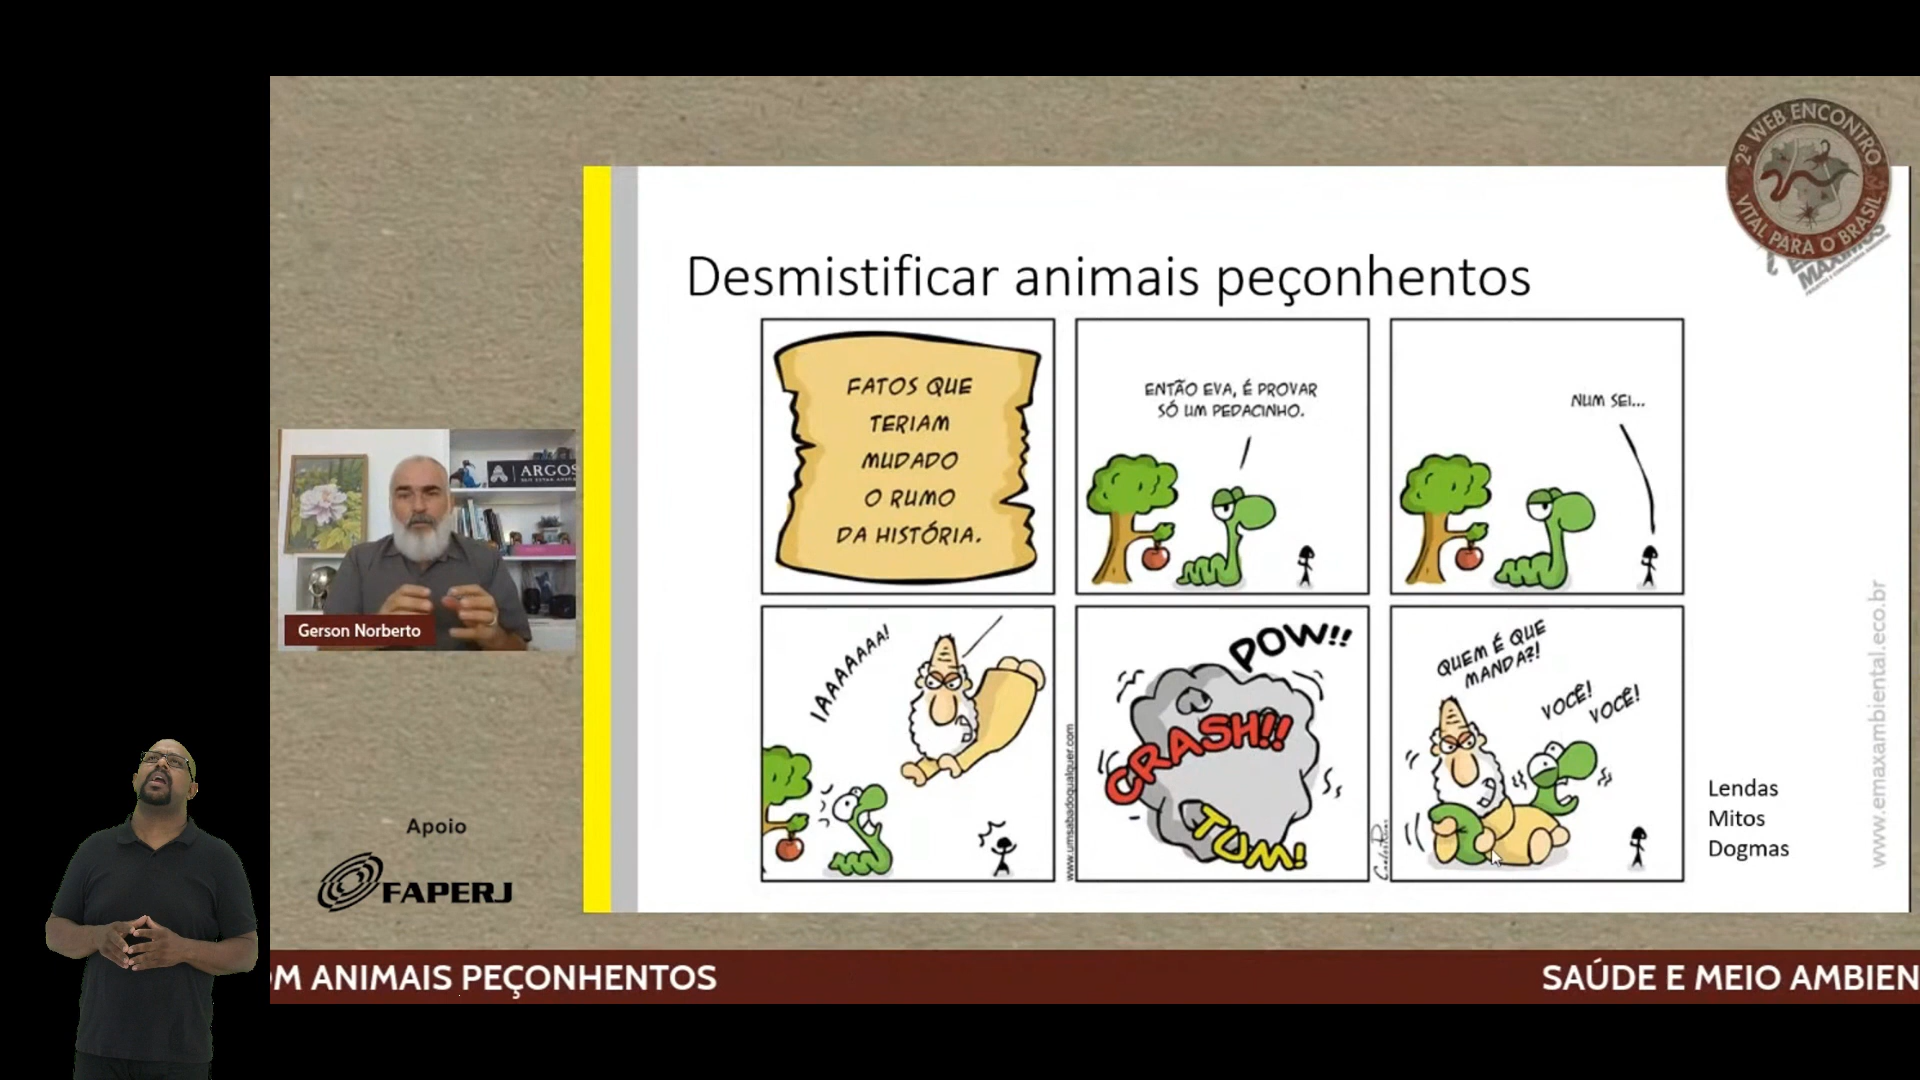 2º WEB ENCONTRO
VITAL PARA O BRASIL
Desmistificar animais peçonhentos
FATOS QUE
TERIAM
MUDADO
O RUMO
DA HISTÓRIA.
ENTÃO EVA, É PROVAR
SÓ UM PEDACINHO.
NUM SEI...
IAAAAAAA!
POW!!
CRASH!!
TUM!
QUEM É QUE
MANDA?!
VOCÊ!
VOCÊ!
www.umsabadoqualquer.com
Lendas
Mitos
Dogmas
www.emaxambiental.eco.br
ARGOS
Gerson Norberto
Apoio
FAPERJ
OM ANIMAIS PEÇONHENTOS
SAÚDE E MEIO AMBIEN